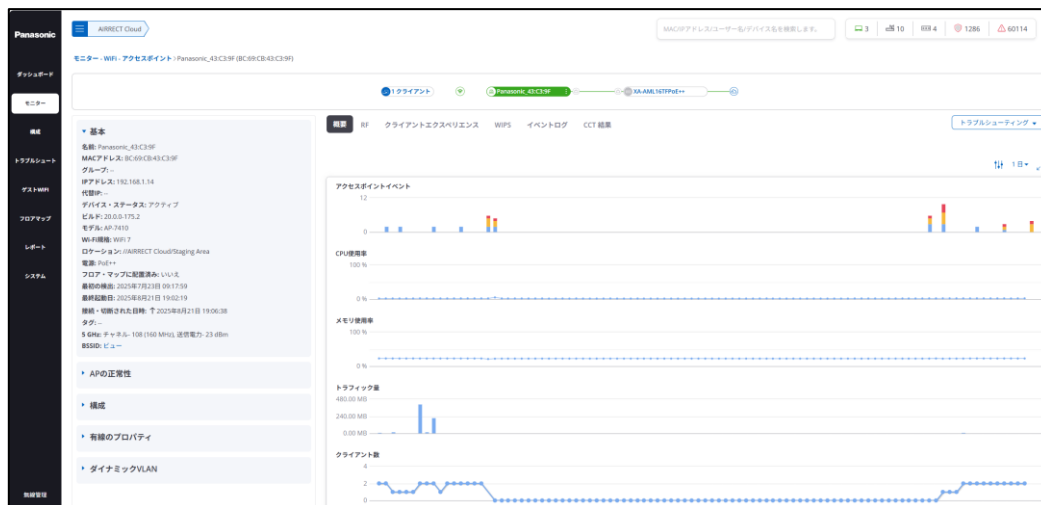 Panasonic
AIRRECT Cloud
MAC/IPアドレス/ユーザー名/デバイス名を検索します。
3
10
4
1286
60114
モニター - WiFi - アクセスポイント › Panasonic_43:C3:9F (BC:69:CB:43:C3:9F)
ダッシュボード
モニター
構成
トラブルシュート
ゲストWiFi
フロアマップ
レポート
システム
無線管理
1 クライアント
Panasonic_43:C3:9F
XA-AML16TFPoE++
基本
名前: Panasonic_43:C3:9F
MACアドレス: BC:69:CB:43:C3:9F
グループ: --
IPアドレス: 192.168.1.14
代替IP: --
デバイス・ステータス: アクティブ
ビルド: 20.0.0-175.2
モデル: AP-7410
Wi-Fi規格: WiFi 7
ロケーション: //AIRRECT Cloud/Staging Area
電源: PoE++
フロア・マップに配置済み: いいえ
最初の検出: 2025年7月23日 09:17:59
最終起動日: 2025年8月21日 19:02:19
接続・切断された日時: ↑ 2025年8月21日 19:06:38
タグ: --
5 GHz: チャネル- 108 (160 MHz), 送信電力- 23 dBm
BSSID: ビュー
APの正常性
構成
有線のプロパティ
ダイナミックVLAN
概要
RF
クライアントエクスペリエンス
WIPS
イベントログ
CCT 結果
トラブルシューティング
1 日
アクセスポイントイベント
12
0
CPU使用率
100 %
0 %
メモリ使用率
100 %
0 %
トラフィック量
480.00 MB
240.00 MB
0.00 MB
クライアント数
4
2
0